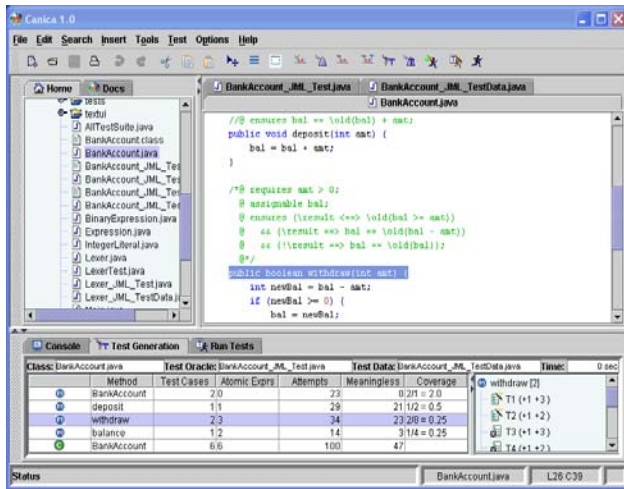 Canica 1.0
File Edit Search Insert Tools Test Options Help
Home Docs
tests
textui
AllTestSuite.java
BankAccount.class
BankAccount.java
BankAccount_JML_Tes
BankAccount_JML_Tes
BankAccount_JML_Tes
BankAccount_JML_Tes
BinaryExpression.java
Expression.java
IntegerLiteral.java
Lexer.java
LexerTest.java
Lexer_JML_Test.java
Lexer_JML_TestData.j
BankAccount_JML_Test.java BankAccount_JML_TestData.java
BankAccount.java
//@ ensures bal == \old(bal) + amt;
public void deposit(int amt) {
bal = bal + amt;
}
/*@ requires amt > 0;
@ assignable bal;
@ ensures (\result <==> \old(bal >= amt))
@ && (\result ==> bal == \old(bal - amt))
@ && (!\result ==> bal == \old(bal));
@*/
public boolean withdraw(int amt) {
int newBal = bal - amt;
if (newBal >= 0) {
bal = newBal;
Console Test Generation Run Tests
Class: BankAccount.java Test Oracle: BankAccount_JML_Test.java Test Data: BankAccount_JML_TestData.java Time: 0 sec
Method Test Cases Atomic Exprs Attempts Meaningless Coverage
BankAccount 2 0 23 0 2/1 = 2.0
deposit 1 1 29 21 1/2 = 0.5
withdraw 2 3 34 23 2/8 = 0.25
balance 1 2 14 3 1/4 = 0.25
BankAccount 6 6 100 47
withdraw [2]
T1 (+1 +3)
T2 (+1 +2)
T3 (+1 +3)
T4 (+1 +2)
Status BankAccount.java L26 C39